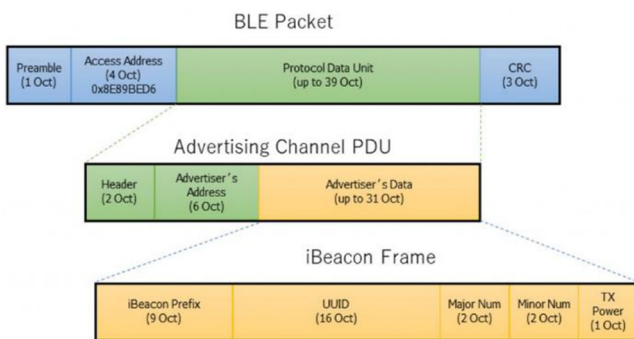 BLE Packet
Preamble
(1 Oct)
Access Address
(4 Oct)
0x8E89BED6
Protocol Data Unit
(up to 39 Oct)
CRC
(3 Oct)
Advertising Channel PDU
Header
(2 Oct)
Advertiser´s
Address
(6 Oct)
Advertiser´s Data
(up to 31 Oct)
iBeacon Frame
iBeacon Prefix
(9 Oct)
UUID
(16 Oct)
Major Num
(2 Oct)
Minor Num
(2 Oct)
TX
Power
(1 Oct)